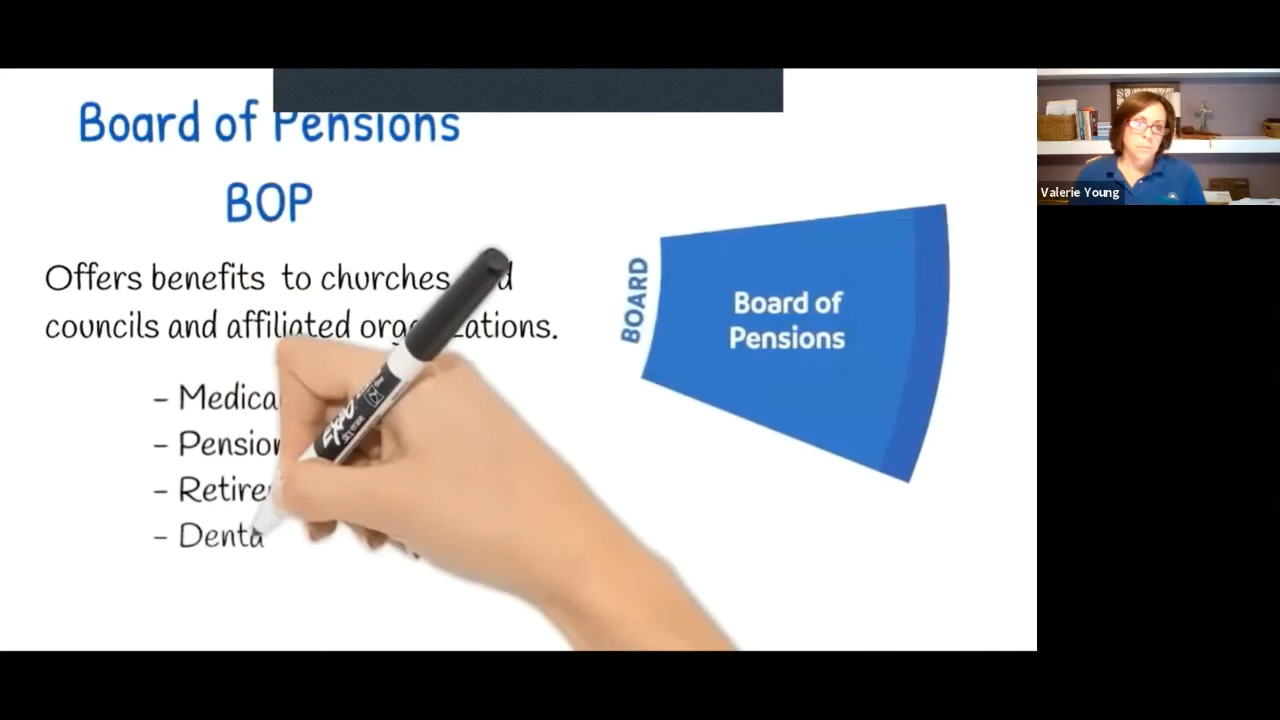 Board of Pensions
BOP
Offers benefits to churches
councils and affiliated
- Medica
- Pension
- Retire
- Denta
BOARD
Board of
Pensions
EXPO
Valerie Young